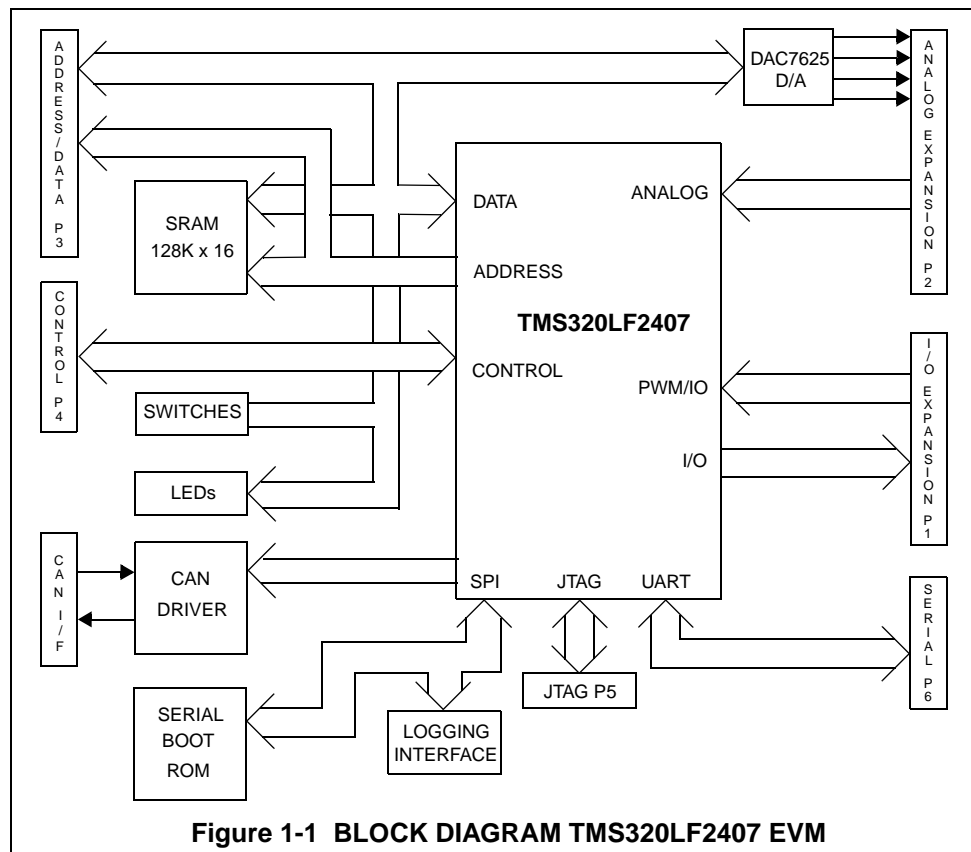 ADDRESS/DATA P3
DAC7625
D/A
ANALOG EXPANSION P2
DATA
ANALOG
SRAM
128K x 16
ADDRESS
TMS320LF2407
CONTROL P4
CONTROL
PWM/IO
I/O EXPANSION P1
SWITCHES
I/O
LEDs
CAN I/F
CAN
DRIVER
SPI
JTAG
UART
SERIAL P6
JTAG P5
SERIAL
BOOT
ROM
LOGGING
INTERFACE
Figure 1-1 BLOCK DIAGRAM TMS320LF2407 EVM